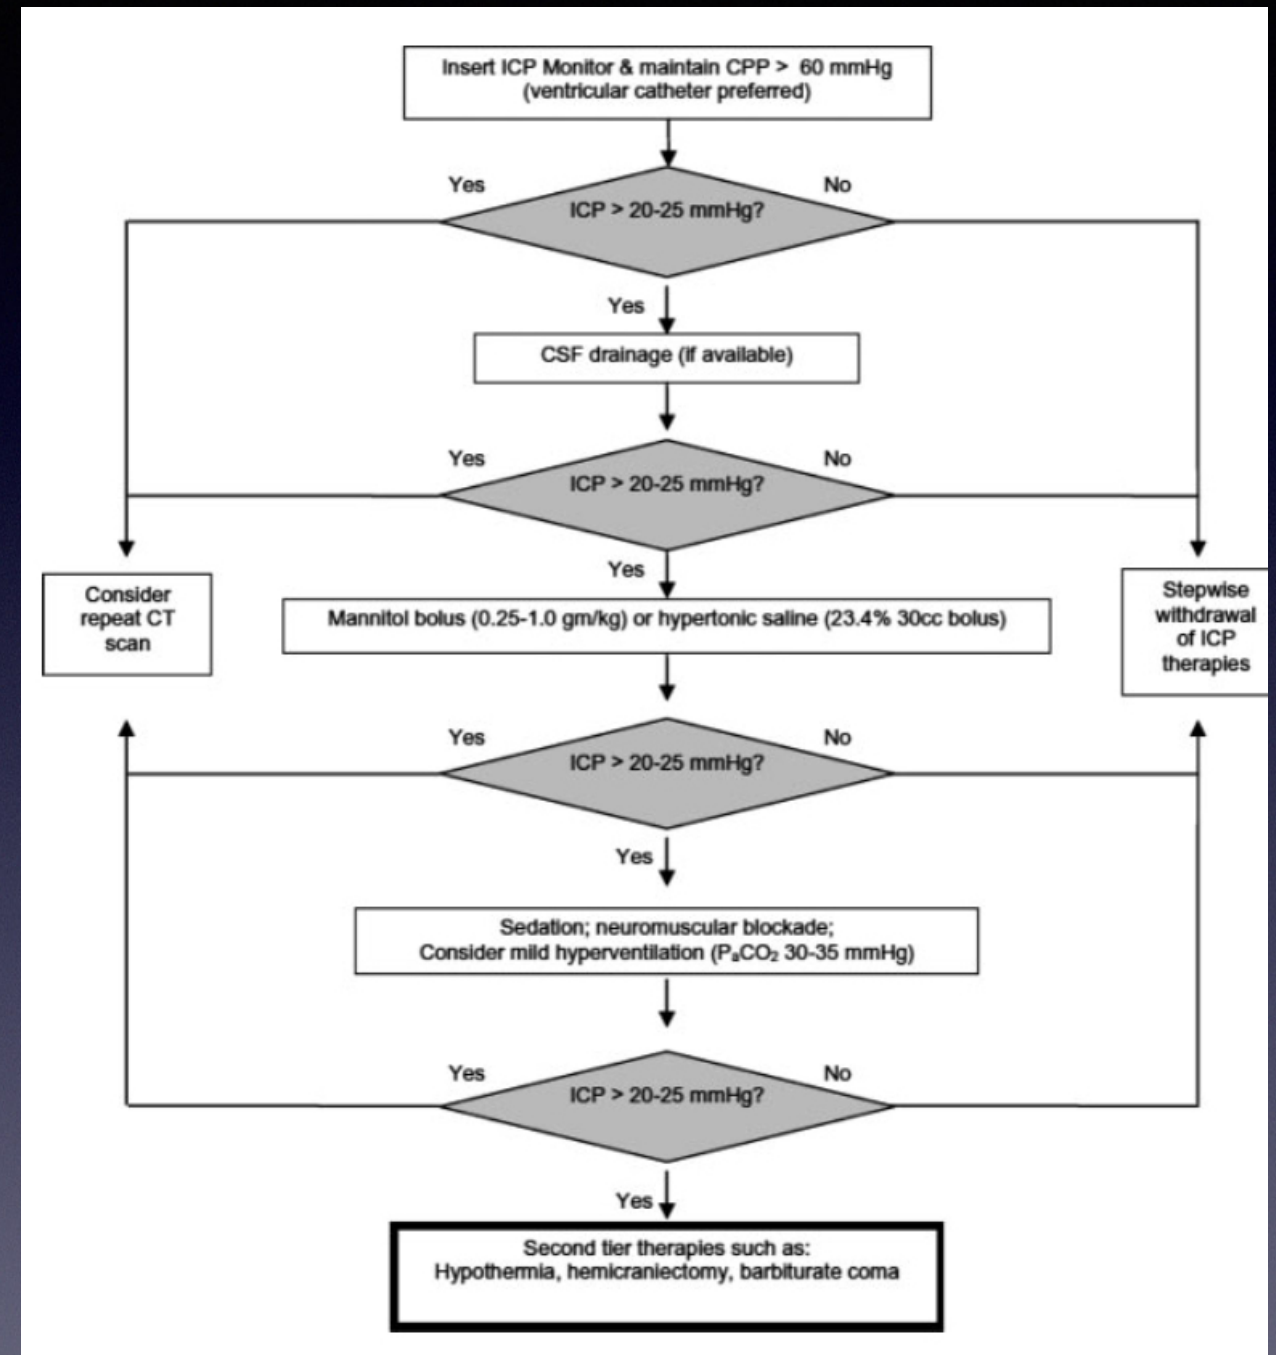 Insert ICP Monitor & maintain CPP > 60 mmHg
(ventricular catheter preferred)
Yes
No
ICP > 20-25 mmHg?
Yes
CSF drainage (if available)
Yes
No
ICP > 20-25 mmHg?
Yes
Consider
repeat CT
scan
Mannitol bolus (0.25-1.0 gm/kg) or hypertonic saline (23.4% 30cc bolus)
Stepwise
withdrawal
of ICP
therapies
Yes
No
ICP > 20-25 mmHg?
Yes
Sedation; neuromuscular blockade;
Consider mild hyperventilation (PaCO2 30-35 mmHg)
Yes
No
ICP > 20-25 mmHg?
Yes
Second tier therapies such as:
Hypothermia, hemicraniectomy, barbiturate coma